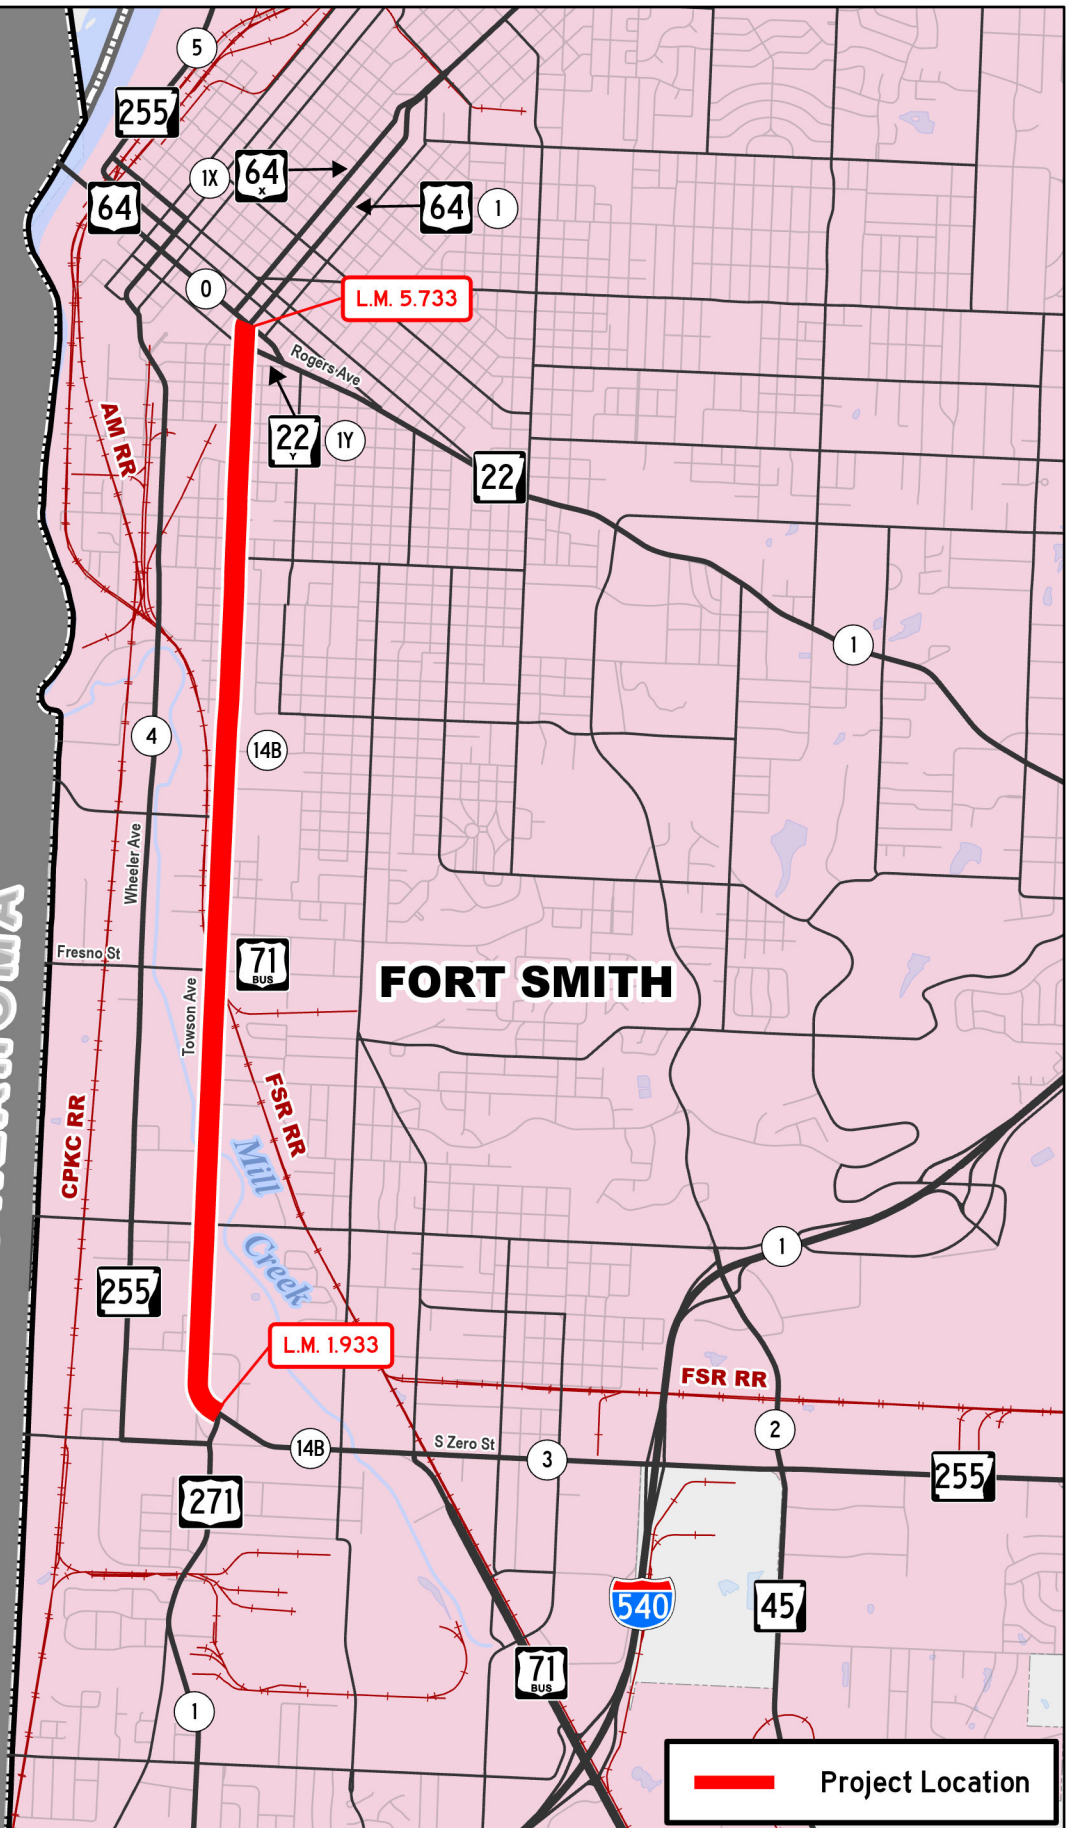 5
255
1X
64
X
64
64
1
0
L.M. 5.733
Rogers Ave
AM RR
22
Y
1Y
22
1
4
14B
Wheeler Ave
OKLAHOMA
Fresno St
71
BUS
FORT SMITH
Towson Ave
FSR RR
CPKC RR
Mill
Creek
1
255
L.M. 1.933
FSR RR
2
14B
S Zero St
3
255
271
540
45
71
BUS
1
Project Location